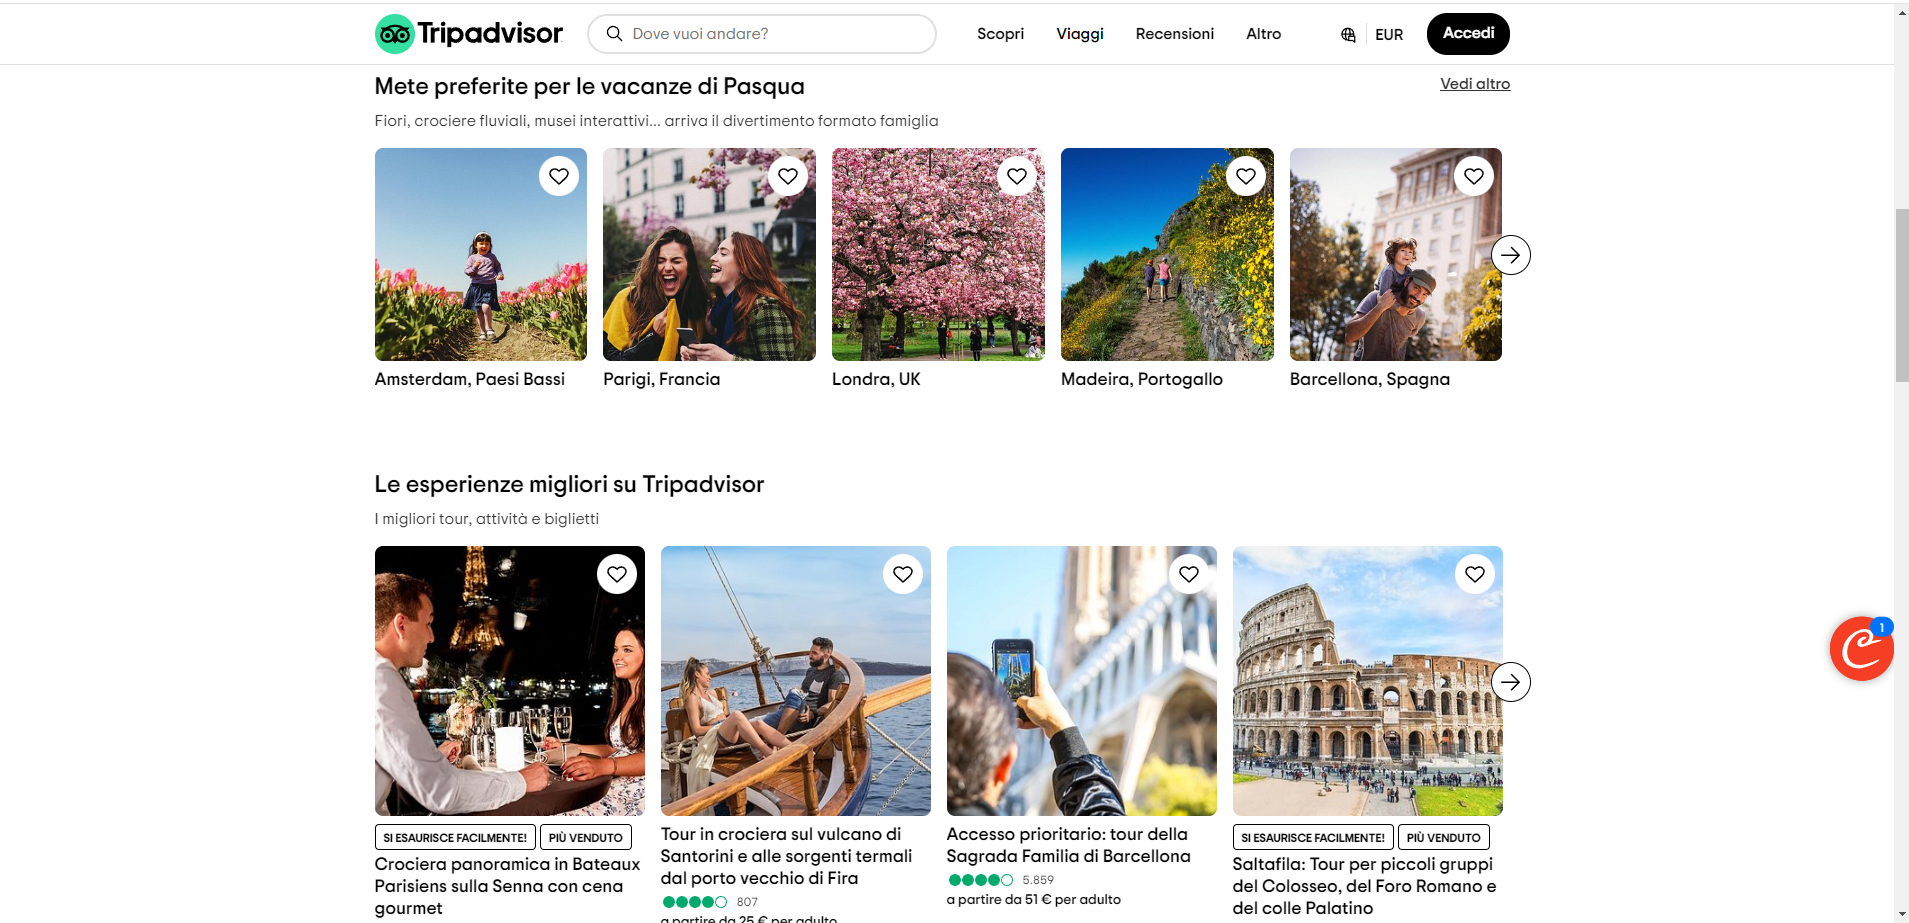 Tripadvisor
Dove vuoi andare?
Scopri
Viaggi
Recensioni
Altro
EUR
Accedi
Mete preferite per le vacanze di Pasqua
Vedi altro
Fiori, crociere fluviali, musei interattivi... arriva il divertimento formato famiglia
Amsterdam, Paesi Bassi
Parigi, Francia
Londra, UK
Madeira, Portogallo
Barcellona, Spagna
Le esperienze migliori su Tripadvisor
I migliori tour, attività e biglietti
SI ESAURISCE FACILMENTE!
PIÙ VENDUTO
Crociera panoramica in Bateaux
Parisiens sulla Senna con cena
gourmet
Tour in crociera sul vulcano di
Santorini e alle sorgenti termali
dal porto vecchio di Fira
807
a partire da 25 € per adulto
Accesso prioritario: tour della
Sagrada Familia di Barcellona
5.859
a partire da 51 € per adulto
SI ESAURISCE FACILMENTE!
PIÙ VENDUTO
Saltafila: Tour per piccoli gruppi
del Colosseo, del Foro Romano e
del colle Palatino
1